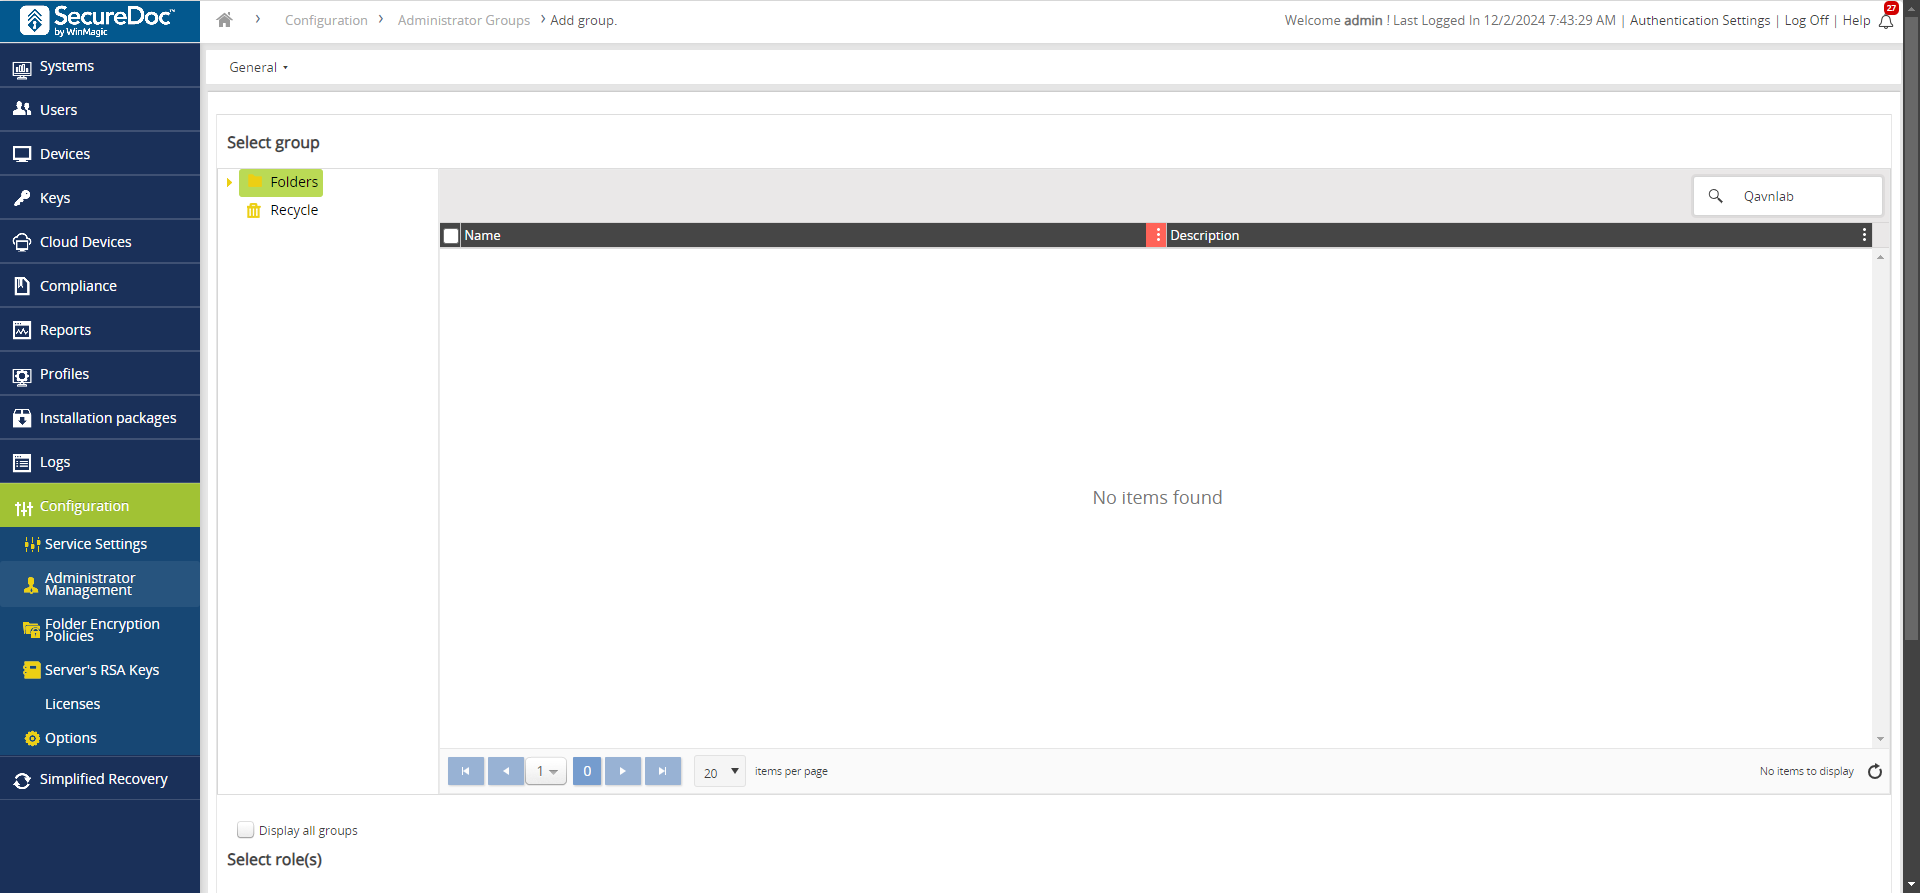 SecureDoc™
by WinMagic
Configuration
Administrator Groups
Add group.
Welcome admin ! Last Logged In 12/2/2024 7:43:29 AM | Authentication Settings | Log Off | Help
27
General
Systems
Users
Devices
Keys
Cloud Devices
Compliance
Reports
Profiles
Installation packages
Logs
Configuration
Service Settings
Administrator
Management
Folder Encryption
Policies
Server's RSA Keys
Licenses
Options
Simplified Recovery
Select group
Folders
Recycle
Qavnlab
Name
Description
No items found
1
0
20
items per page
No items to display
Display all groups
Select role(s)